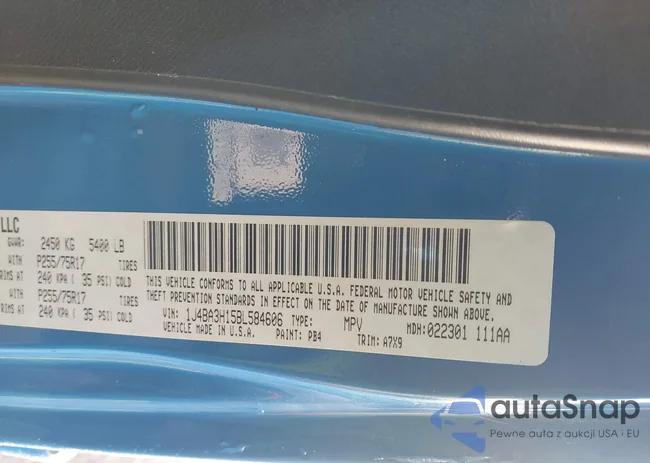 LLC
GVWR: 2450 KG 5400 LB
WITH P255/75R17 TIRES
RIMS AT 240 KPA ( 35 PSI) COLD
WITH P255/75R17 TIRES
RIMS AT 240 KPA ( 35 PSI) COLD
THIS VEHICLE CONFORMS TO ALL APPLICABLE U.S.A. FEDERAL MOTOR VEHICLE SAFETY AND
THEFT PREVENTION STANDARDS IN EFFECT ON THE DATE OF MANUFACTURE SHOWN ABOVE.
VIN: 1J4BA3H15BL584606 TYPE: MPV MDH: 022301 111AA
VEHICLE MADE IN U.S.A. PAINT: PB4 TRIM: A7X9
autaSnap
Pewne auta z aukcji USA i EU